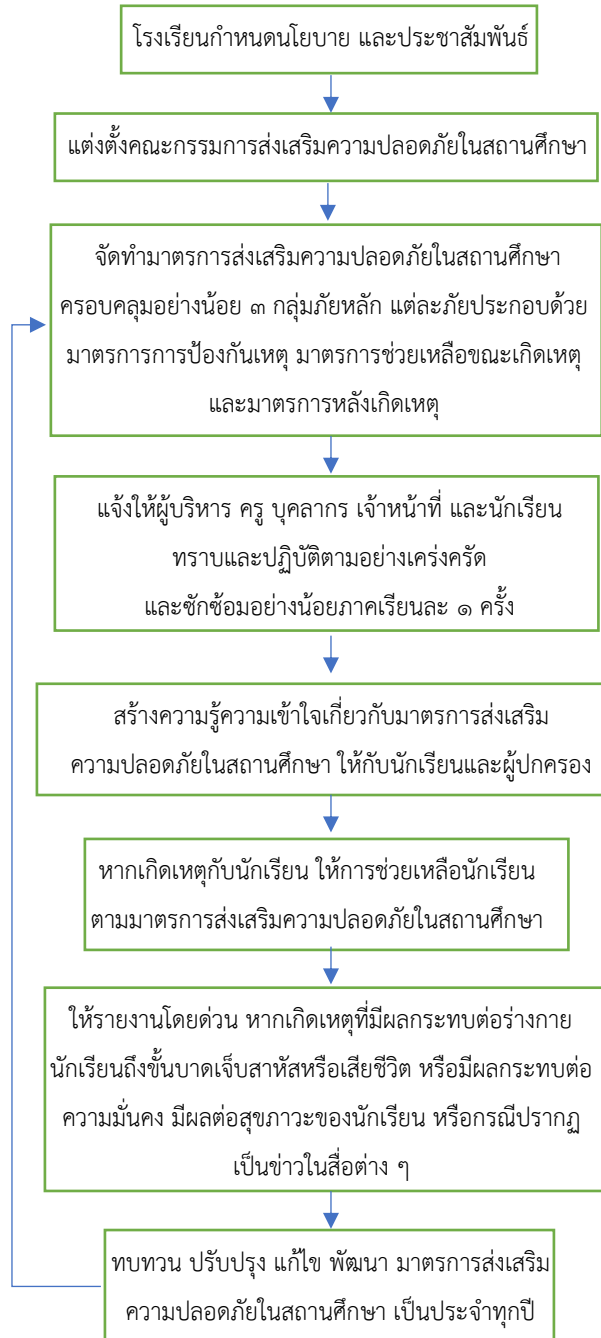 โรงเรียนกำหนดนโยบาย และประชาสัมพันธ์
แต่งตั้งคณะกรรมการส่งเสริมความปลอดภัยในสถานศึกษา
จัดทำมาตรการส่งเสริมความปลอดภัยในสถานศึกษา
ครอบคลุมอย่างน้อย ๓ กลุ่มภัยหลัก แต่ละภัยประกอบด้วย
มาตรการการป้องกันเหตุ มาตรการช่วยเหลือขณะเกิดเหตุ
และมาตรการหลังเกิดเหตุ
แจ้งให้ผู้บริหาร ครู บุคลากร เจ้าหน้าที่ และนักเรียน
ทราบและปฏิบัติตามอย่างเคร่งครัด
และซักซ้อมอย่างน้อยภาคเรียนละ ๑ ครั้ง
สร้างความรู้ความเข้าใจเกี่ยวกับมาตรการส่งเสริม
ความปลอดภัยในสถานศึกษา ให้กับนักเรียนและผู้ปกครอง
หากเกิดเหตุกับนักเรียน ให้การช่วยเหลือนักเรียน
ตามมาตรการส่งเสริมความปลอดภัยในสถานศึกษา
ให้รายงานโดยด่วน หากเกิดเหตุที่มีผลกระทบต่อร่างกาย
นักเรียนถึงขั้นบาดเจ็บสาหัสหรือเสียชีวิต หรือมีผลกระทบต่อ
ความมั่นคง มีผลต่อสุขภาวะของนักเรียน หรือกรณีปรากฏ
เป็นข่าวในสื่อต่าง ๆ
ทบทวน ปรับปรุง แก้ไข พัฒนา มาตรการส่งเสริม
ความปลอดภัยในสถานศึกษา เป็นประจำทุกปี